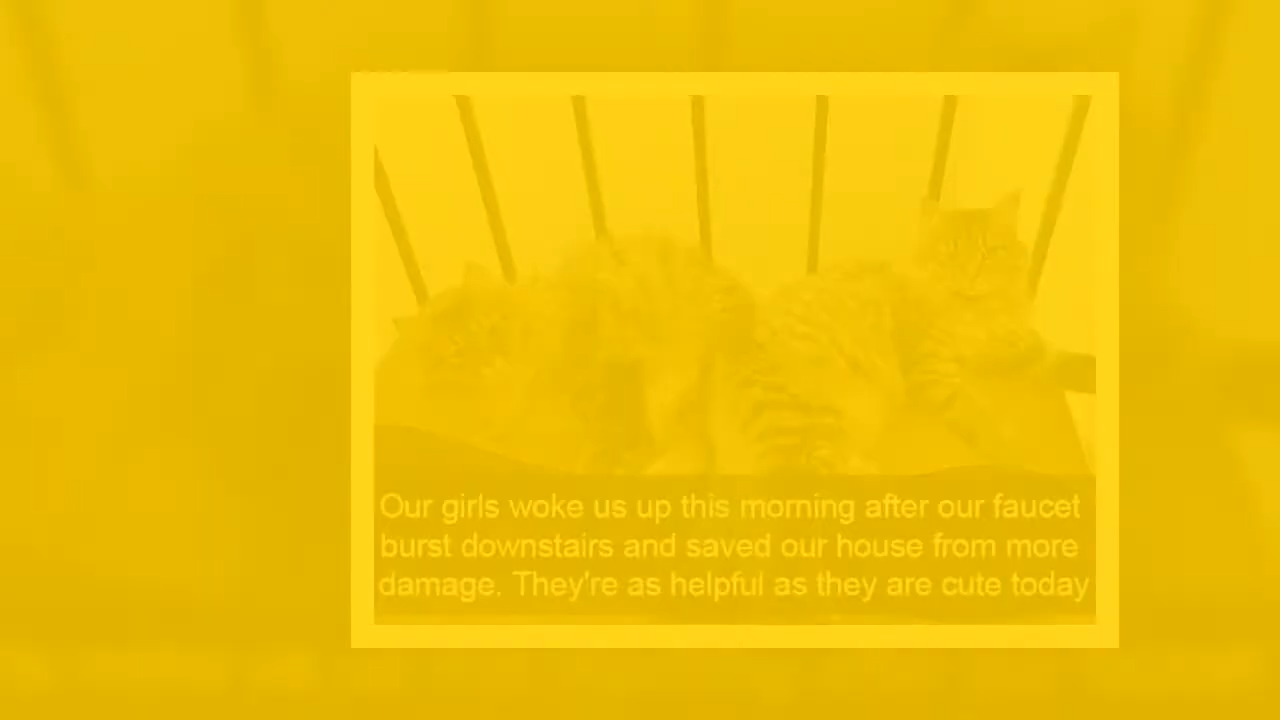 Our girls woke us up this morning after our faucet
burst downstairs and saved our house from more
damage. They're as helpful as they are cute today